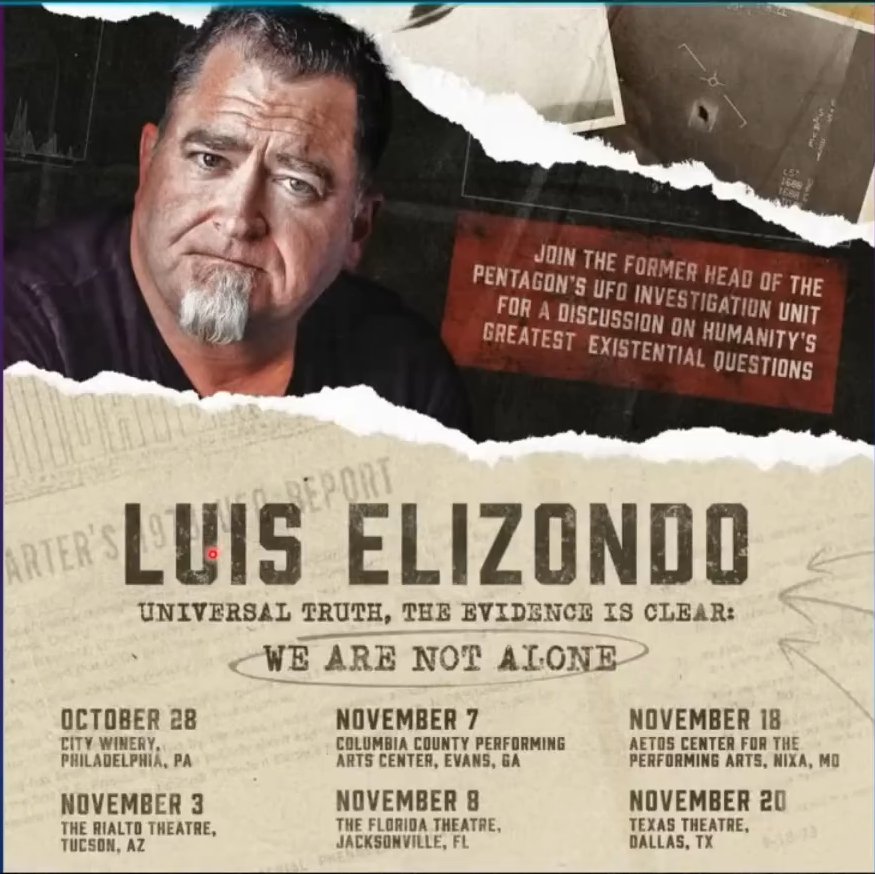 JOIN THE FORMER HEAD OF THE
PENTAGON'S UFO INVESTIGATION UNIT
FOR A DISCUSSION ON HUMANITY'S
GREATEST EXISTENTIAL QUESTIONS
ARTER'S 19
REPORT
LUIS ELIZONDO
UNIVERSAL TRUTH, THE EVIDENCE IS CLEAR:
WE ARE NOT ALONE
OCTOBER 28
CITY WINERY,
PHILADELPHIA, PA
NOVEMBER 3
THE RIALTO THEATRE,
TUCSON, AZ
NOVEMBER 7
COLUMBIA COUNTY PERFORMING
ARTS CENTER, EVANS, GA
NOVEMBER 8
THE FLORIDA THEATRE,
JACKSONVILLE, FL
NOVEMBER 18
AETOS CENTER FOR THE
PERFORMING ARTS, NIXA, MO
NOVEMBER 20
TEXAS THEATRE,
DALLAS, TX